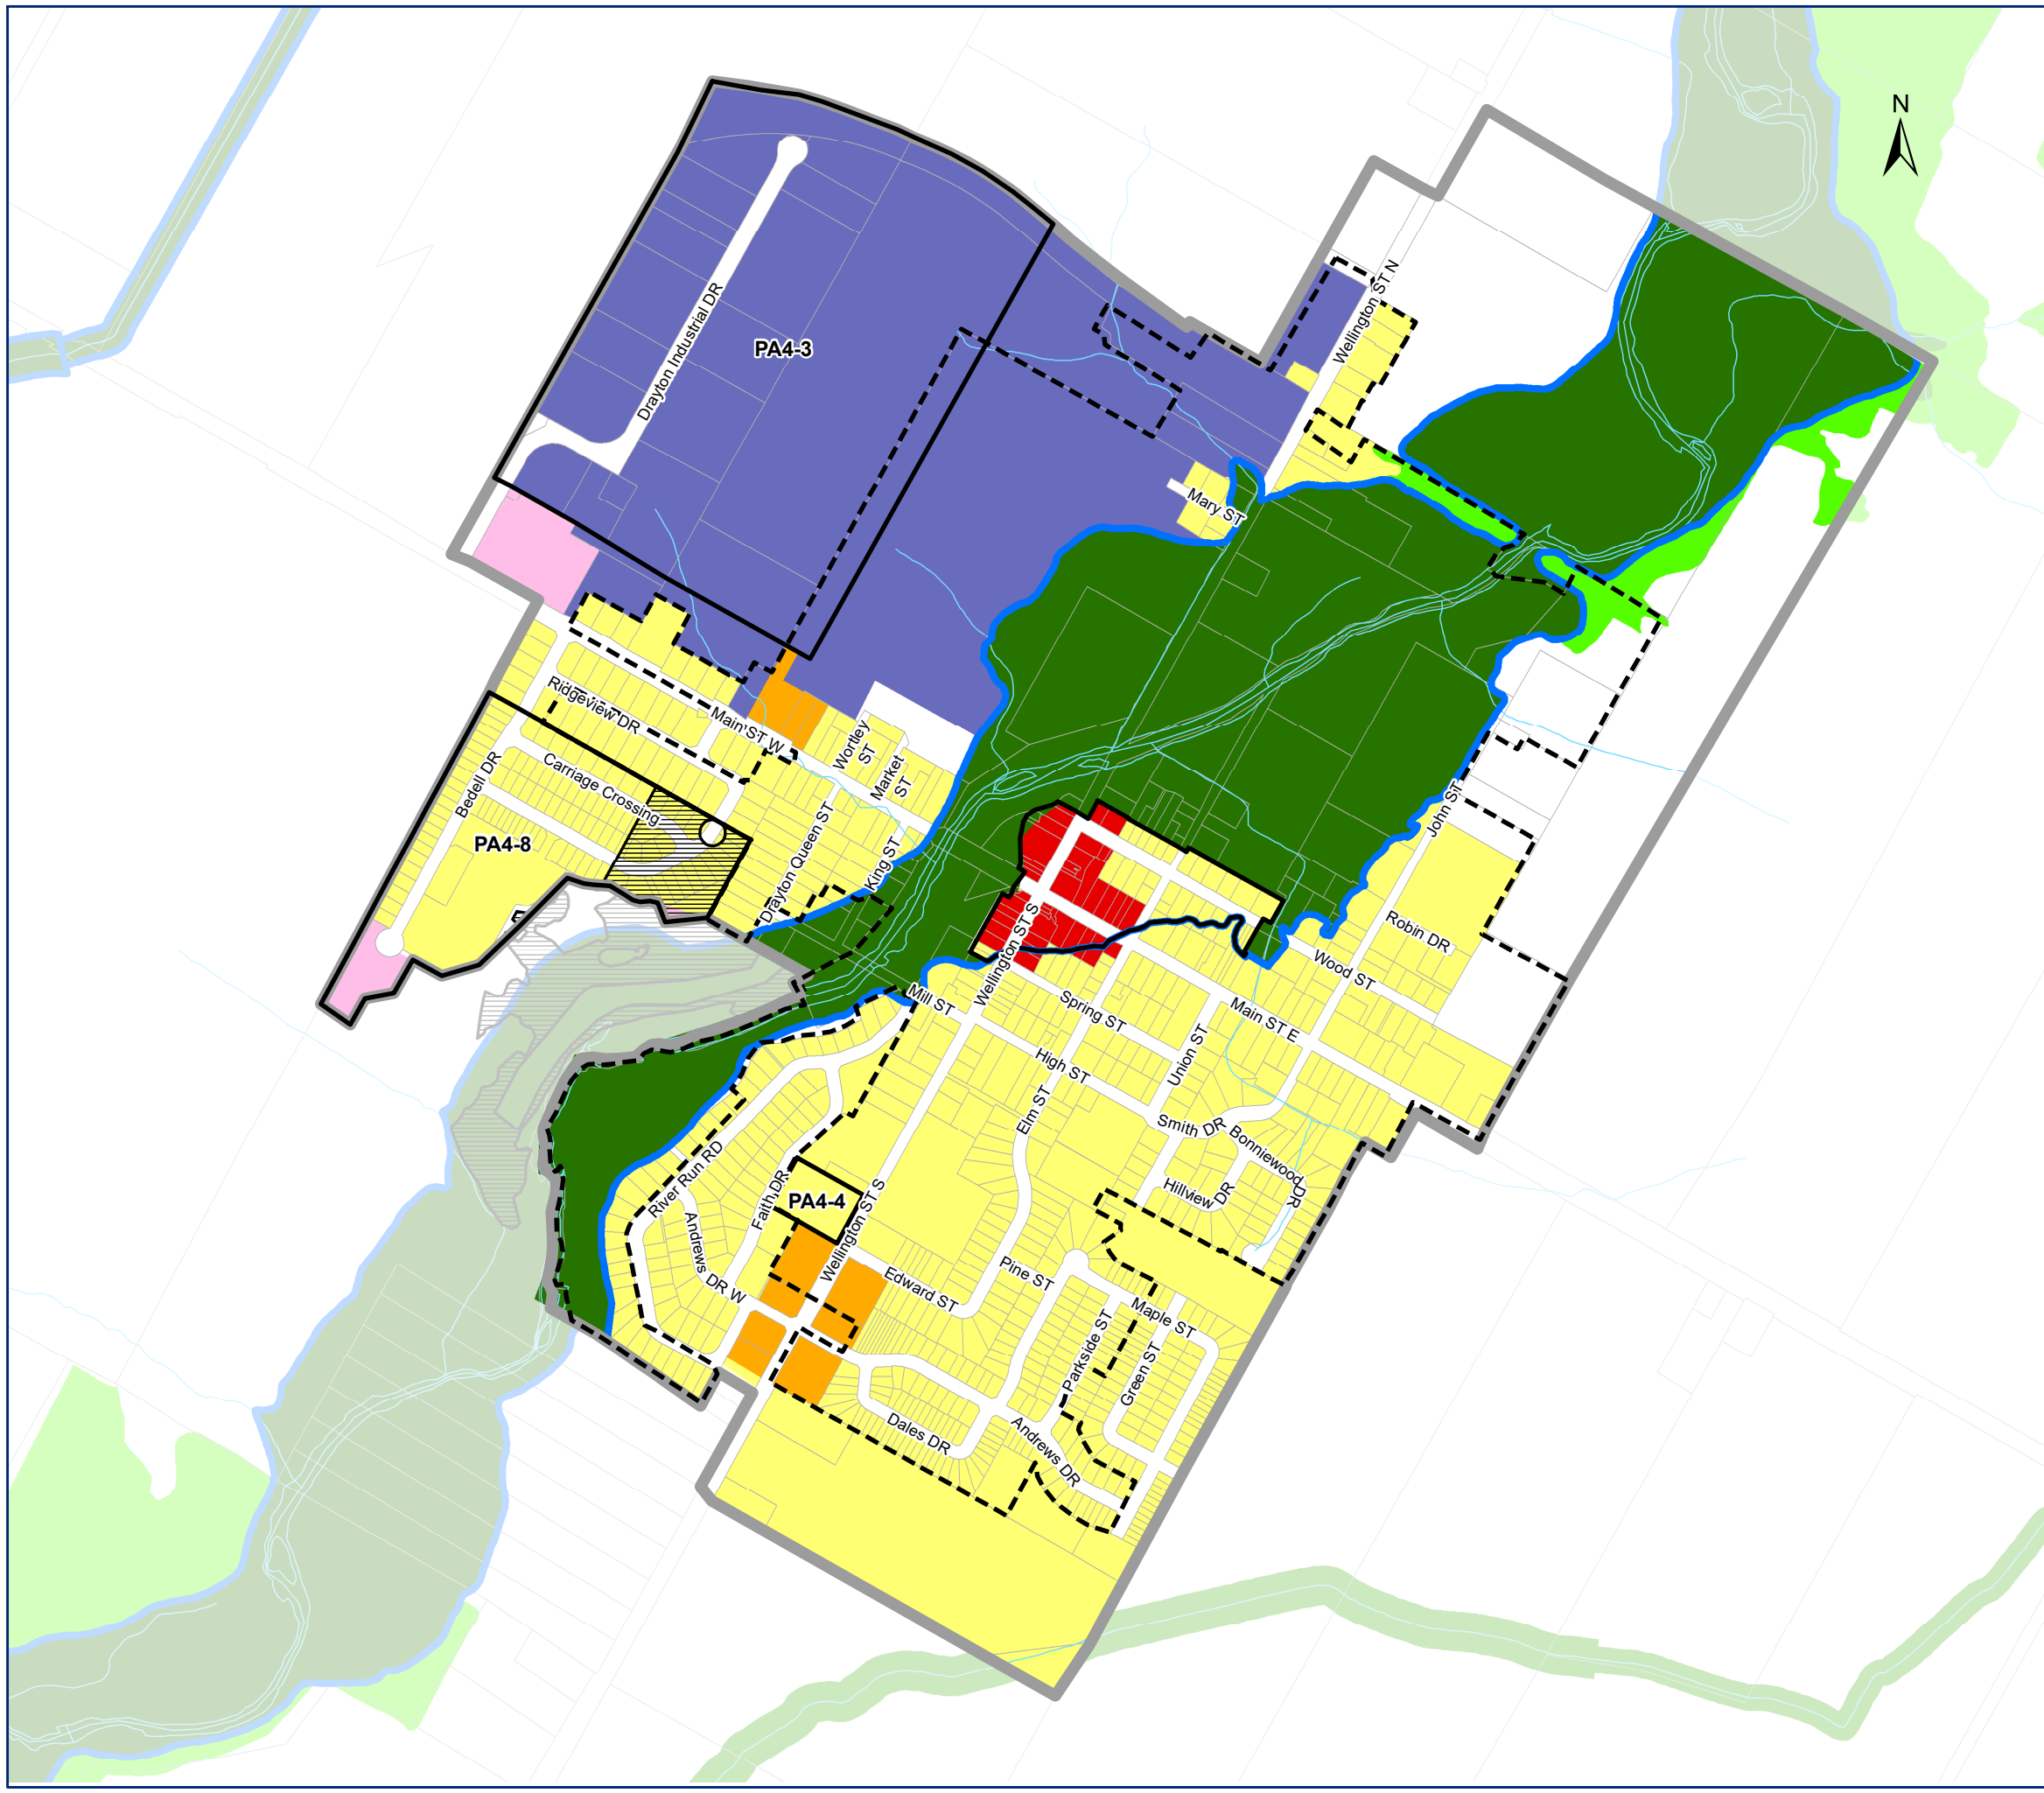 N
Wellington ST N
Drayton Industrial DR
PA4-3
Mary ST
Ridgeview DR
Main ST W
Wortley
ST
Market
ST
Bedell DR
Carriage Crossing
John ST
PA4-8
Drayton Queen ST
King ST
Robin DR
Wellington ST S
Wood ST
Mill ST
Spring ST
Main ST E
High ST
Union ST
Elm ST
Smith DR
Bonniewood
DR
River Run RD
Faith DR
PA4-4
Hillview
DR
Andrews
DR W
Wellington ST S
Edward ST
Pine ST
Maple ST
Parkside ST
Green ST
Dales DR
Andrews DR